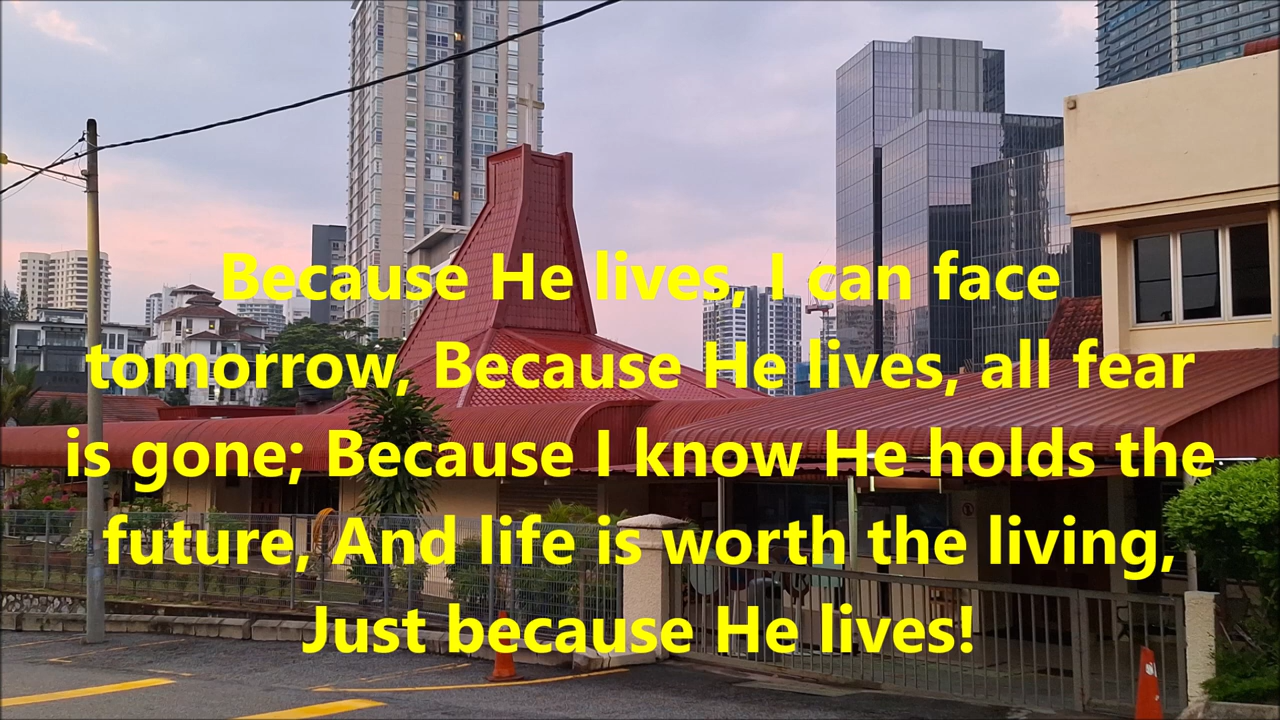 Because He lives, I can face
tomorrow, Because He lives, all fear
is gone; Because I know He holds the
future, And life is worth the living,
Just because He lives!